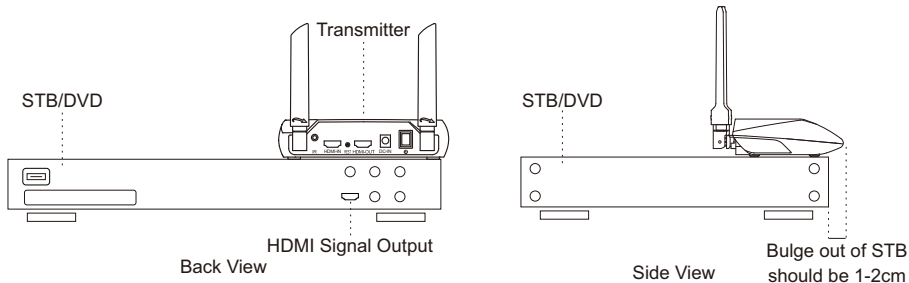 Transmitter
STB/DVD
IR HDMI-IN HDMI-OUT DC-IN
HDMI Signal Output
Back View
STB/DVD
Bulge out of STB
should be 1-2cm
Side View